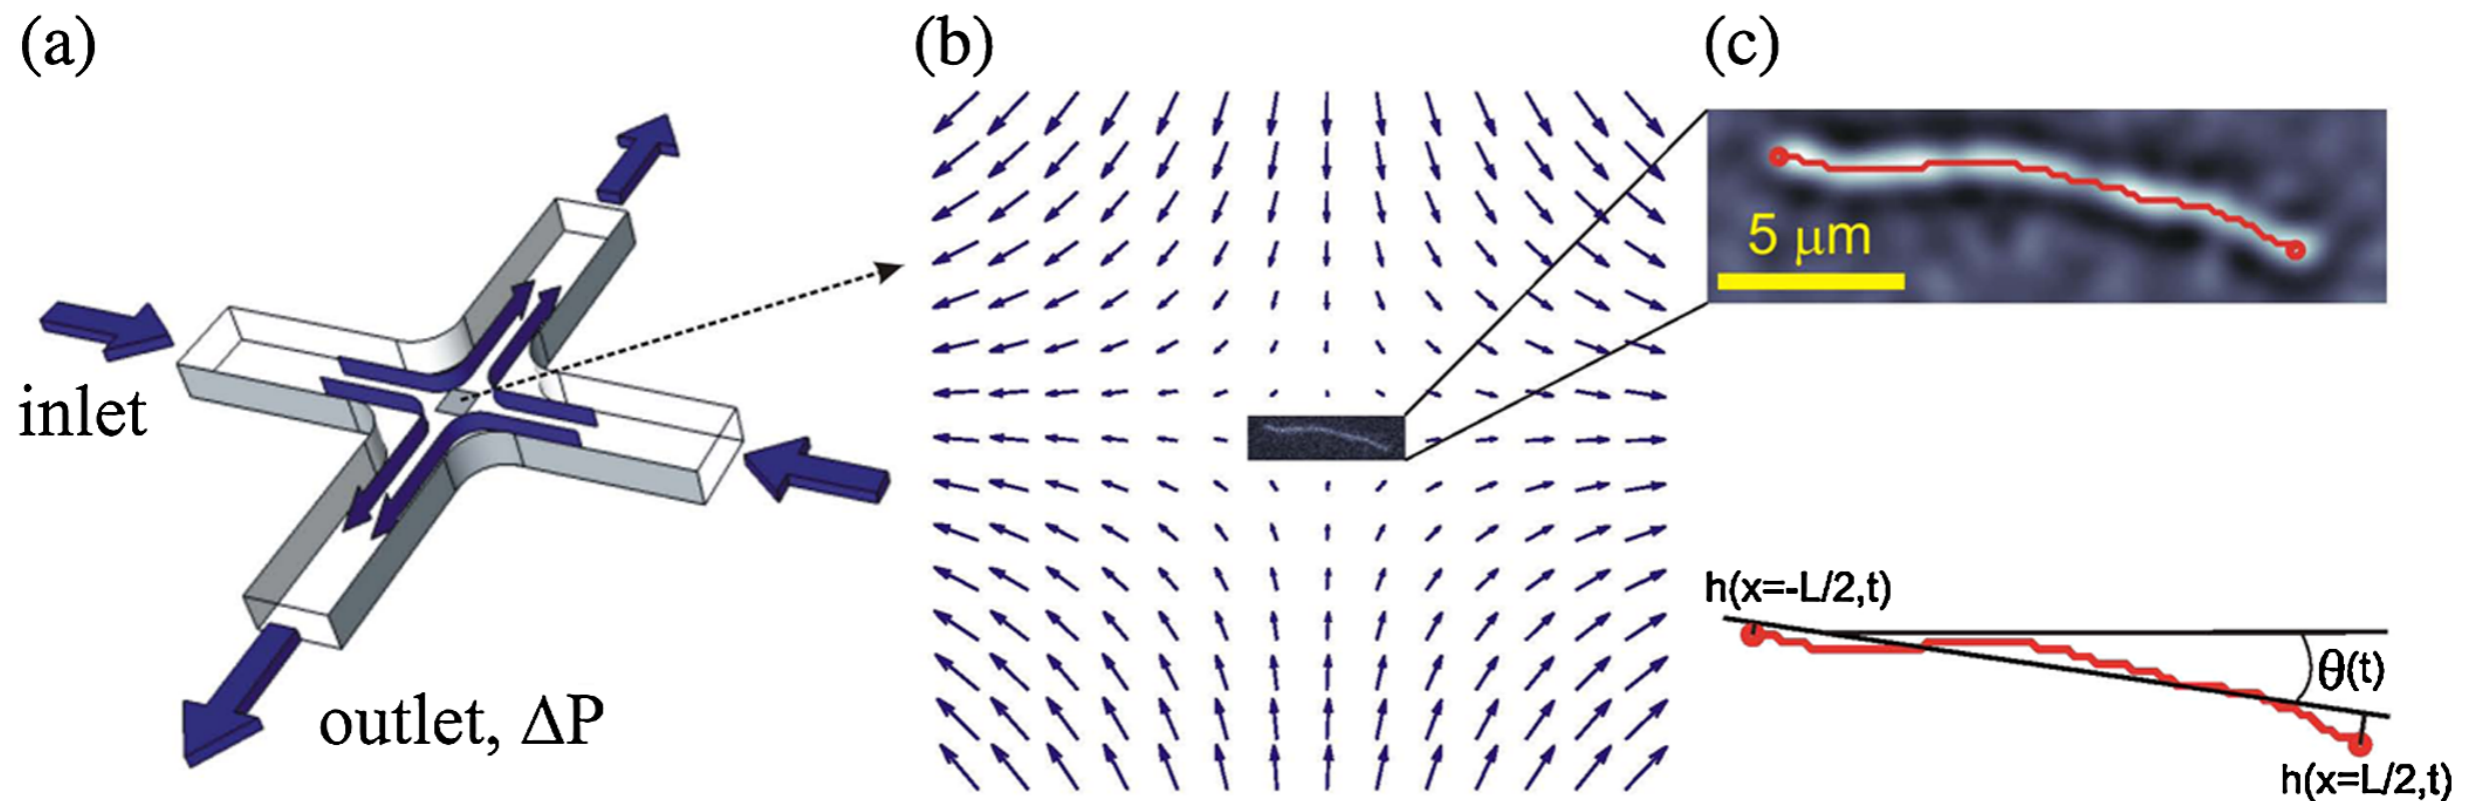 (a)
inlet
outlet, ΔP
(b)
(c)
5 μm
h(x=-L/2,t)
θ(t)
h(x=L/2,t)